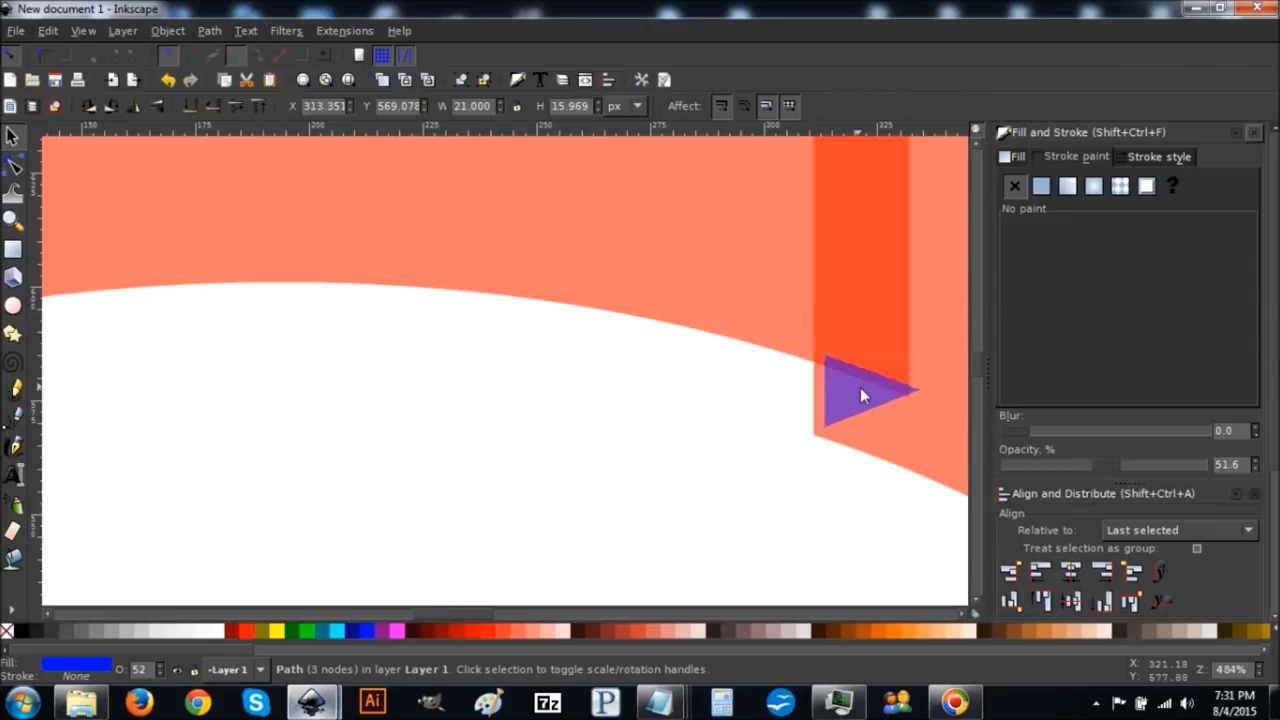 New document 1 - Inkscape
File Edit View Layer Object Path Text Filters Extensions Help
X 313.351 Y 569.078 W 21.000 H 15.969 px Affect:
150 175 200 225 250 275 300 225
Fill and Stroke (Shift+Ctrl+F)
Fill Stroke paint Stroke style
No paint
Blur:
0.0
Opacity, %
51.6
Align and Distribute (Shift+Ctrl+A)
Align
Relative to: Last selected
Treat selection as group:
Fill:
Stroke: None
O: 52
-Layer 1
Path (3 nodes) in layer Layer 1. Click selection to toggle scale/rotation handles.
X: 321.18
Y: 577.88
Z: 484%
Ai
7z
P
7:31 PM
8/4/2015